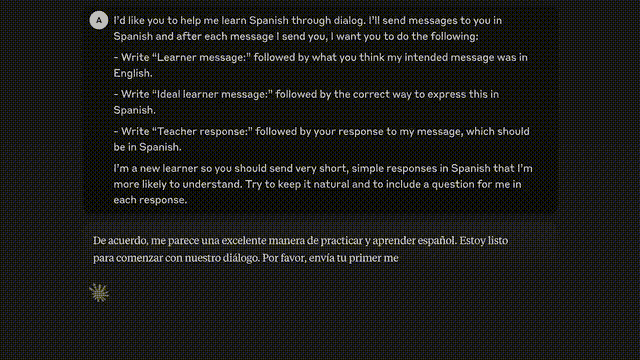 A
I'd like you to help me learn Spanish through dialog. I'll send messages to you in
Spanish and after each message I send you, I want you to do the following:
- Write “Learner message:” followed by what you think my intended message was in
English.
- Write “Ideal learner message:” followed by the correct way to express this in
Spanish.
- Write “Teacher response:” followed by your response to my message, which should
be in Spanish.
I'm a new learner so you should send very short, simple responses in Spanish that I'm
more likely to understand. Try to keep it natural and to include a question for me in
each response.
De acuerdo, me parece una excelente manera de practicar y aprender español. Estoy listo
para comenzar con nuestro diálogo. Por favor, envía tu primer me